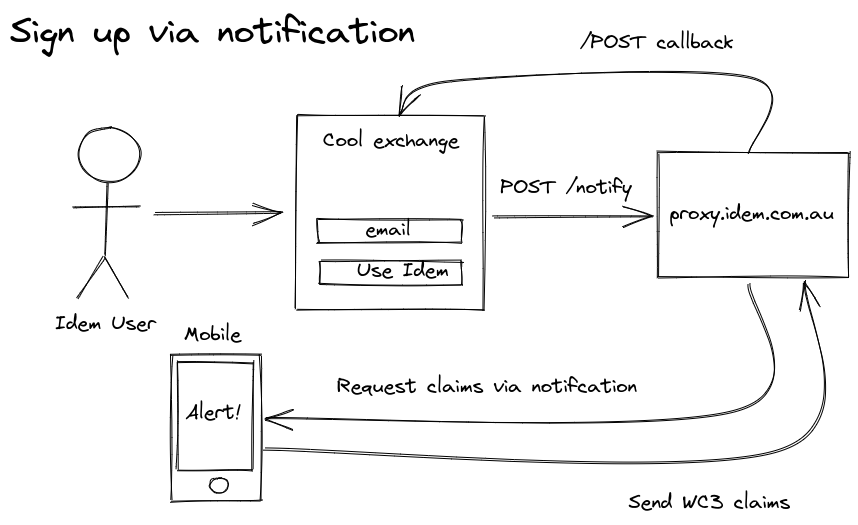 Sign up via notification
/POST callback
Cool exchange
POST /notify
proxy.idem.com.au
email
Use Idem
Idem User
Mobile
Alert!
Request claims via notifcation
Send WC3 claims